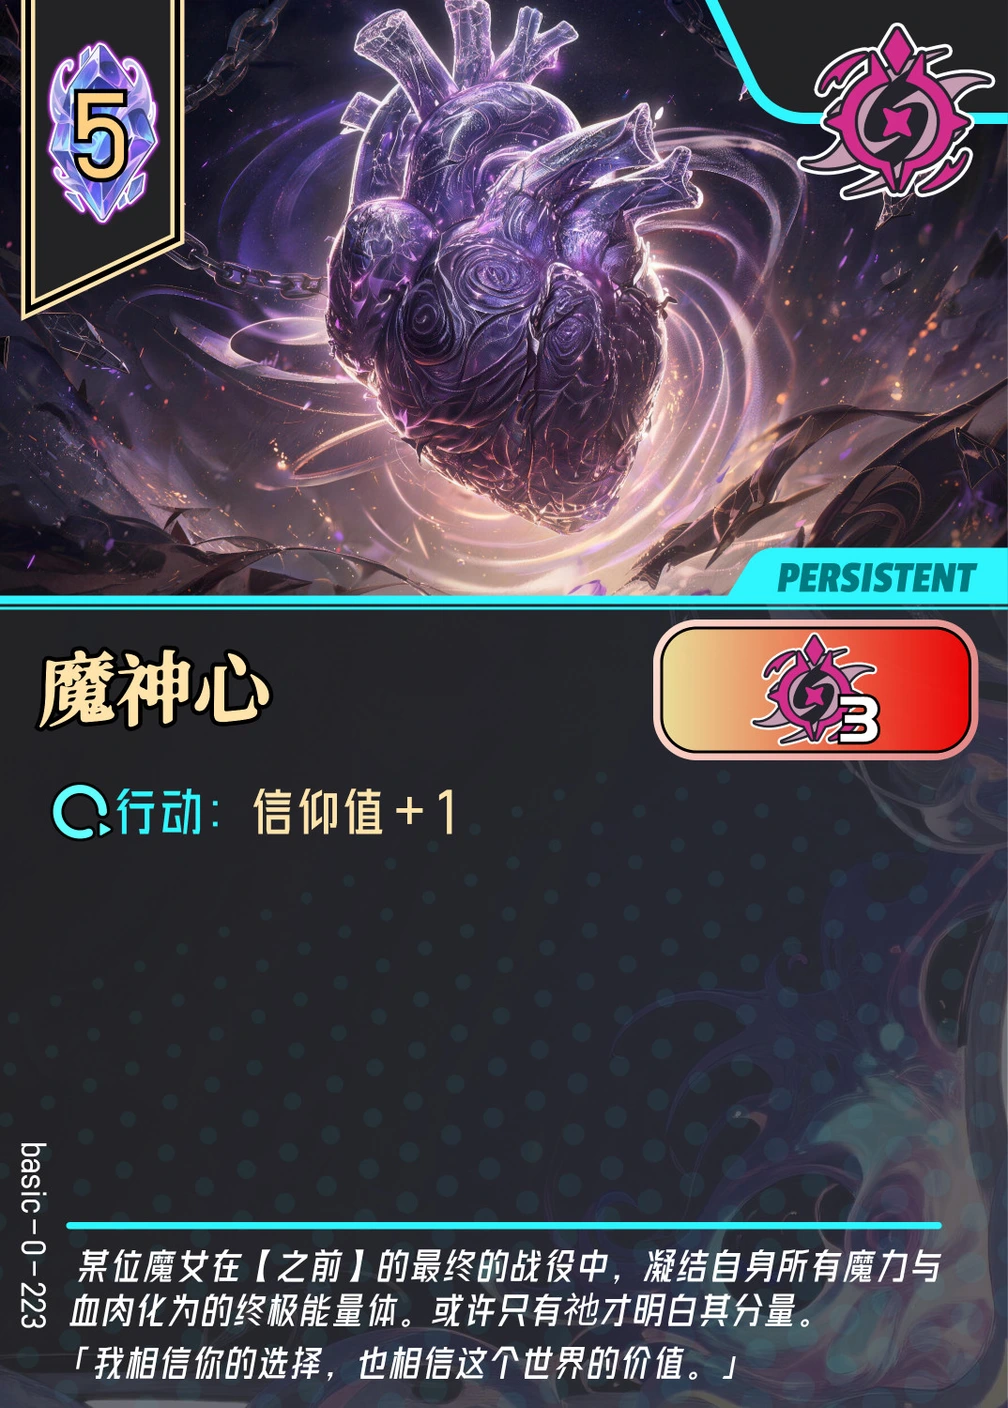 5
PERSISTENT
魔神心
3
行动： 信仰值＋1
某位魔女在【之前】的最终的战役中，凝结自身所有魔力与
血肉化为的终极能量体。或许只有祂才明白其分量。
「我相信你的选择，也相信这个世界的价值。」
basic－0－223